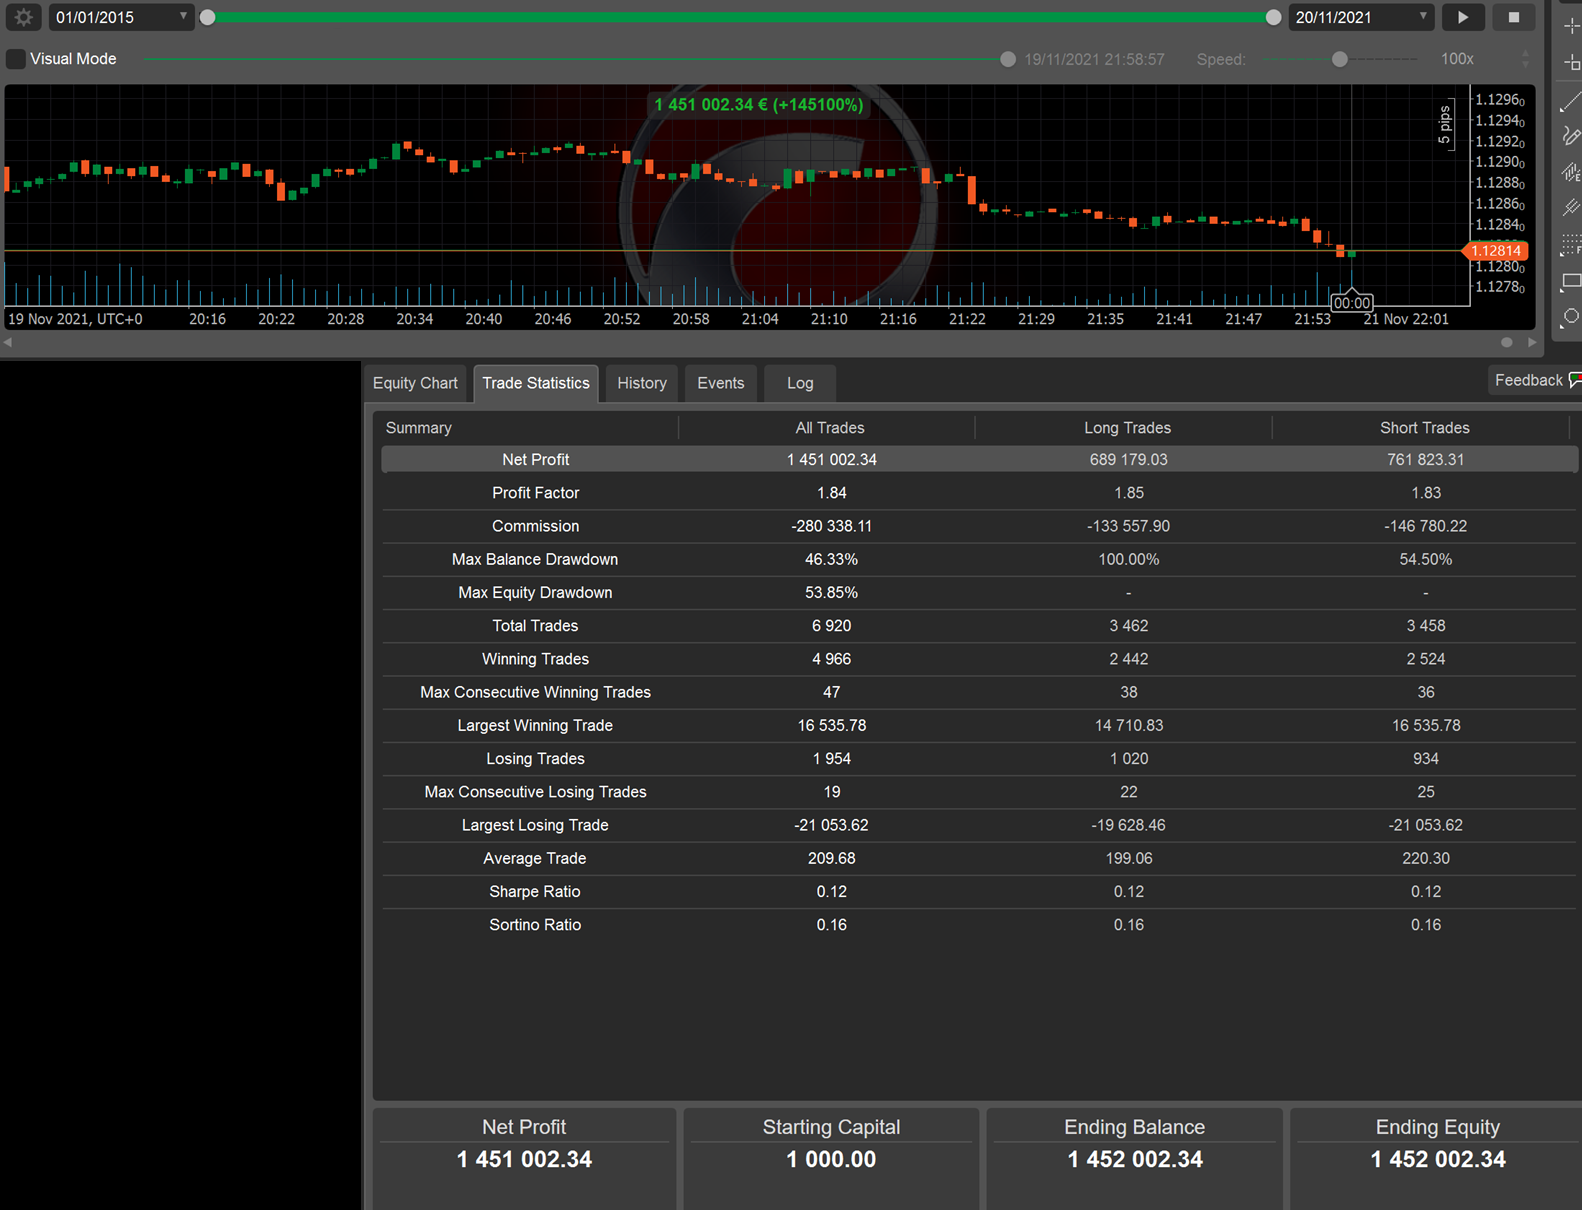 01/01/2015
20/11/2021
Visual Mode
19/11/2021 21:58:57
Speed:
100x
1 451 002.34 € (+145100%)
5 pips
1.12960
1.12940
1.12920
1.12900
1.12880
1.12860
1.12840
1.12814
1.12800
1.12780
00:00
19 Nov 2021, UTC+0 20:16 20:22 20:28 20:34 20:40 20:46 20:52 20:58 21:04 21:10 21:16 21:22 21:29 21:35 21:41 21:47 21:53 21 Nov 22:01
Equity Chart Trade Statistics History Events Log Feedback
Summary All Trades Long Trades Short Trades
Net Profit 1 451 002.34 689 179.03 761 823.31
Profit Factor 1.84 1.85 1.83
Commission -280 338.11 -133 557.90 -146 780.22
Max Balance Drawdown 46.33% 100.00% 54.50%
Max Equity Drawdown 53.85% - -
Total Trades 6 920 3 462 3 458
Winning Trades 4 966 2 442 2 524
Max Consecutive Winning Trades 47 38 36
Largest Winning Trade 16 535.78 14 710.83 16 535.78
Losing Trades 1 954 1 020 934
Max Consecutive Losing Trades 19 22 25
Largest Losing Trade -21 053.62 -19 628.46 -21 053.62
Average Trade 209.68 199.06 220.30
Sharpe Ratio 0.12 0.12 0.12
Sortino Ratio 0.16 0.16 0.16
Net Profit Starting Capital Ending Balance Ending Equity
1 451 002.34 1 000.00 1 452 002.34 1 452 002.34